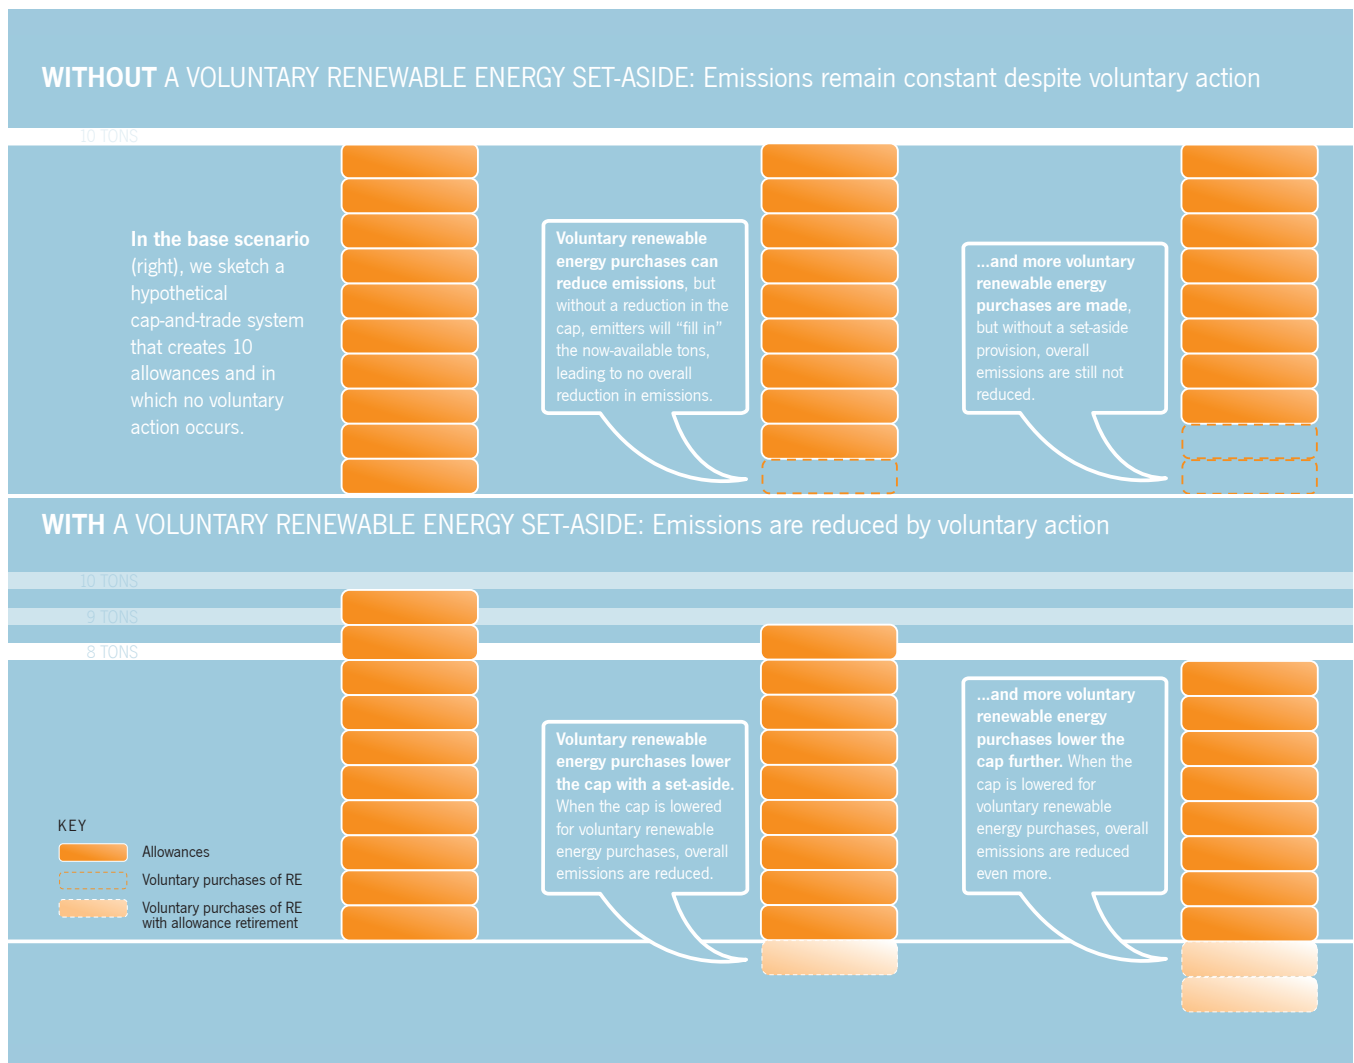 WITHOUT A VOLUNTARY RENEWABLE ENERGY SET-ASIDE: Emissions remain constant despite voluntary action
10 TONS
In the base scenario
(right), we sketch a
hypothetical
cap-and-trade system
that creates 10
allowances and in
which no voluntary
action occurs.
Voluntary renewable
energy purchases can
reduce emissions, but
without a reduction in the
cap, emitters will “fill in”
the now-available tons,
leading to no overall
reduction in emissions.
...and more voluntary
renewable energy
purchases are made,
but without a set-aside
provision, overall
emissions are still not
reduced.
WITH A VOLUNTARY RENEWABLE ENERGY SET-ASIDE: Emissions are reduced by voluntary action
10 TONS
9 TONS
8 TONS
Voluntary renewable
energy purchases lower
the cap with a set-aside.
When the cap is lowered
for voluntary renewable
energy purchases, overall
emissions are reduced.
...and more voluntary
renewable energy
purchases lower the
cap further. When the
cap is lowered for
voluntary renewable
energy purchases, overall
emissions are reduced
even more.
KEY
Allowances
Voluntary purchases of RE
Voluntary purchases of RE
with allowance retirement